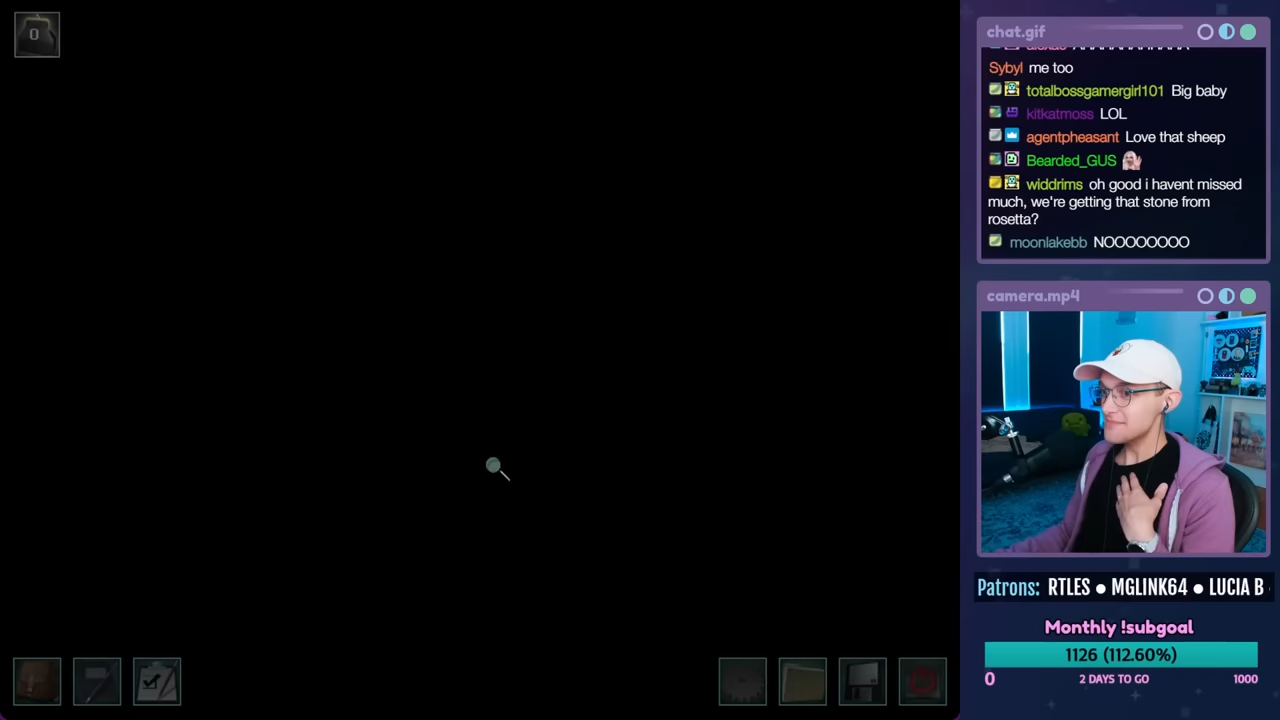 0
chat.gif
Sybyl me too
totalbossgamergirl101 Big baby
kitkatmoss LOL
agentpheasant Love that sheep
Bearded_GUS
widdrims oh good i havent missed
much, we're getting that stone from
rosetta?
moonlakebb NOOOOOOOO
camera.mp4
Patrons: RTLES ● MGLINK64 ● LUCIA B
Monthly !subgoal
1126 (112.60%)
0 2 DAYS TO GO 1000